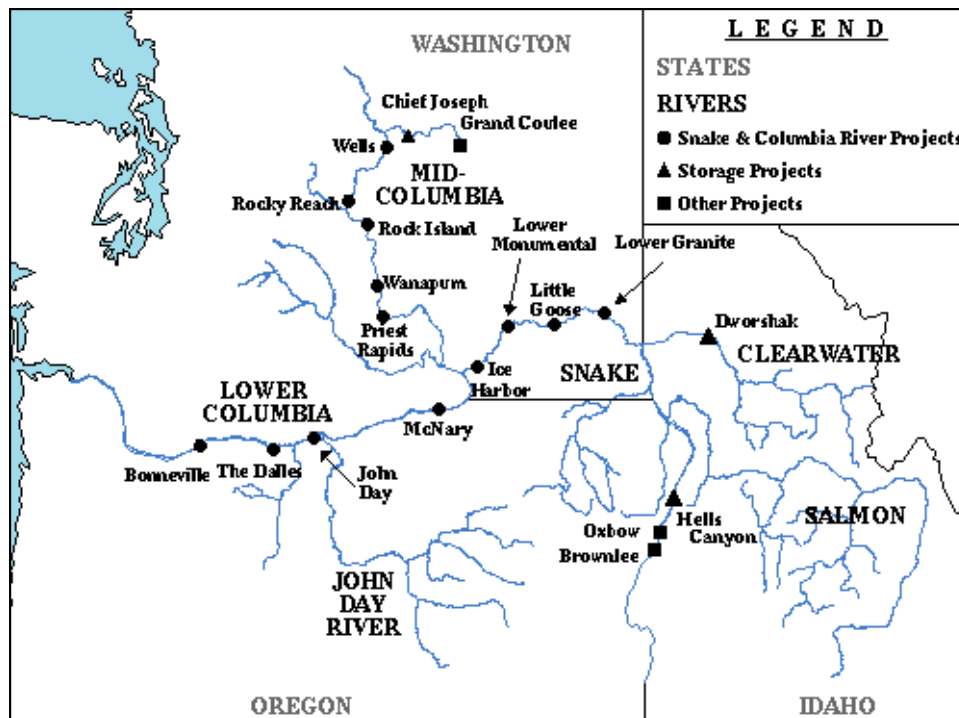 WASHINGTON
L E G E N D
STATES
RIVERS
Snake & Columbia River Projects
Storage Projects
Other Projects
Chief Joseph
Grand Coulee
Wells
MID-
COLUMBIA
Rocky Reach
Rock Island
Lower
Monumental
Lower Granite
Wanapum
Little
Goose
Priest
Rapids
Dworshak
CLEARWATER
Ice
Harbor
SNAKE
LOWER
COLUMBIA
McNary
Bonneville
The Dalles
John
Day
Oxbow
Brownlee
Hells
Canyon
SALMON
JOHN
DAY
RIVER
OREGON
IDAHO